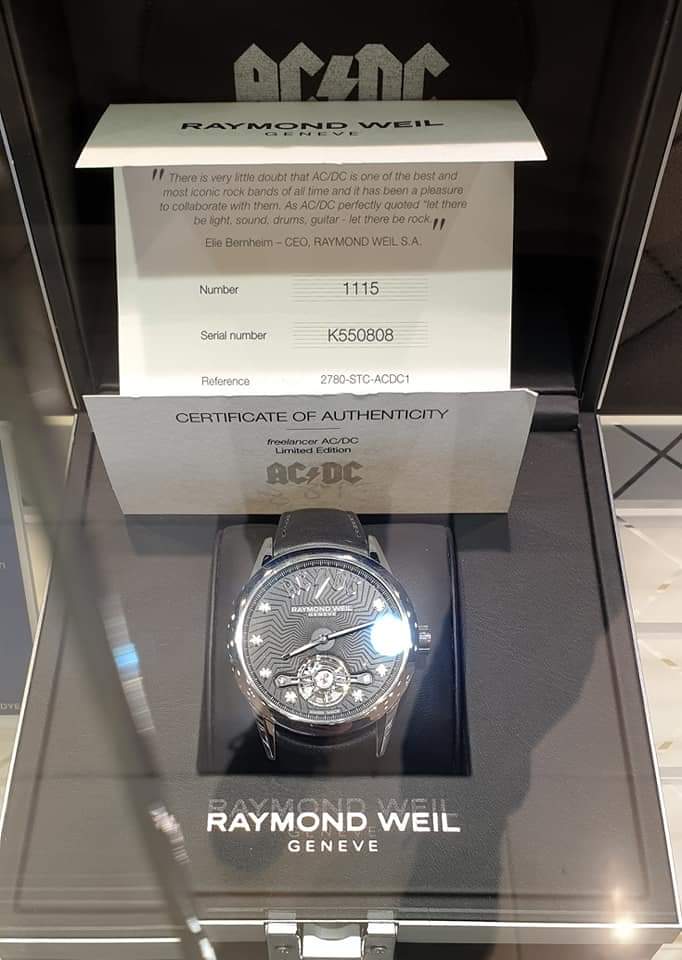 AC⚡DC
RAYMOND WEIL
GENEVE
" There is very little doubt that AC/DC is one of the best and
most iconic rock bands of all time and it has been a pleasure
to collaborate with them. As AC/DC perfectly quoted "let there
be light, sound, drums, guitar - let there be rock. "
Elie Bernheim – CEO, RAYMOND WEIL S.A.
Number 1115
Serial number K550808
Reference 2780-STC-ACDC1
CERTIFICATE OF AUTHENTICITY
freelancer AC/DC
Limited Edition
AC⚡DC
AC⚡DC
RAYMOND WEIL
GENEVE
RAYMOND WEIL
GENEVE